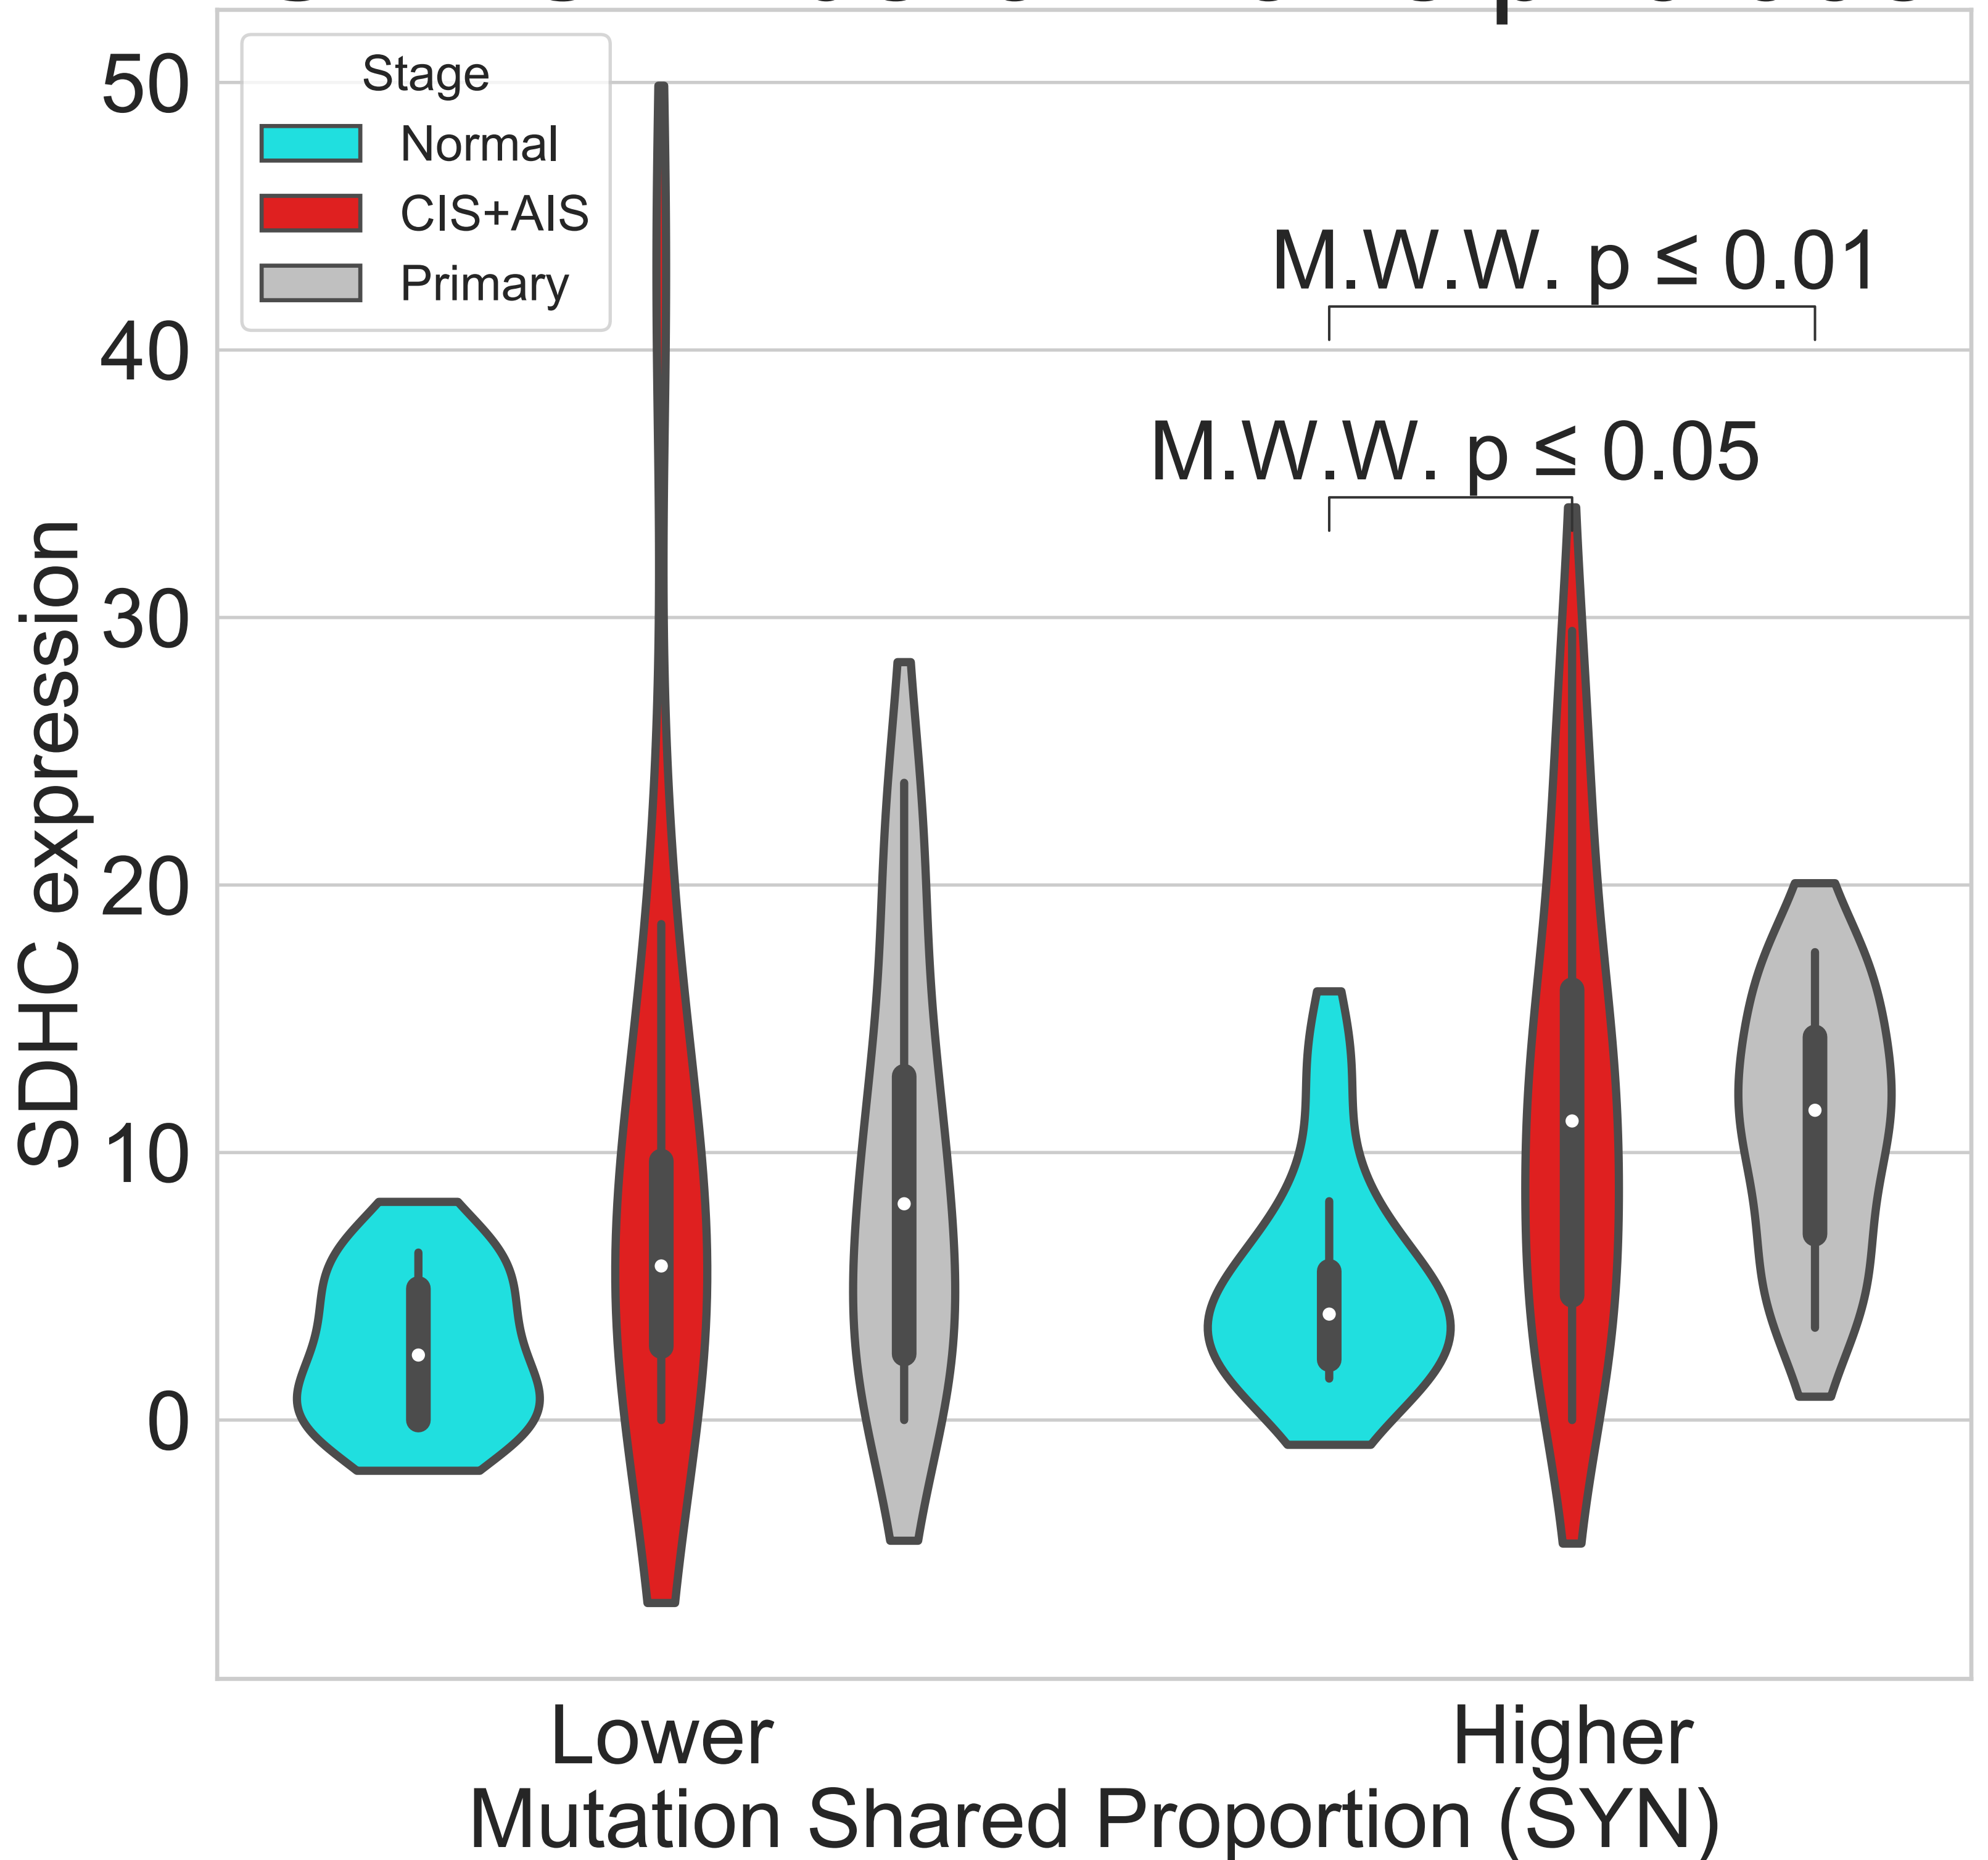 50
40
30
20
10
0
SDHC expression
Stage
Normal
CIS+AIS
Primary
M.W.W. p ≤ 0.01
M.W.W. p ≤ 0.05
Lower
Higher
Mutation Shared Proportion (SYN)